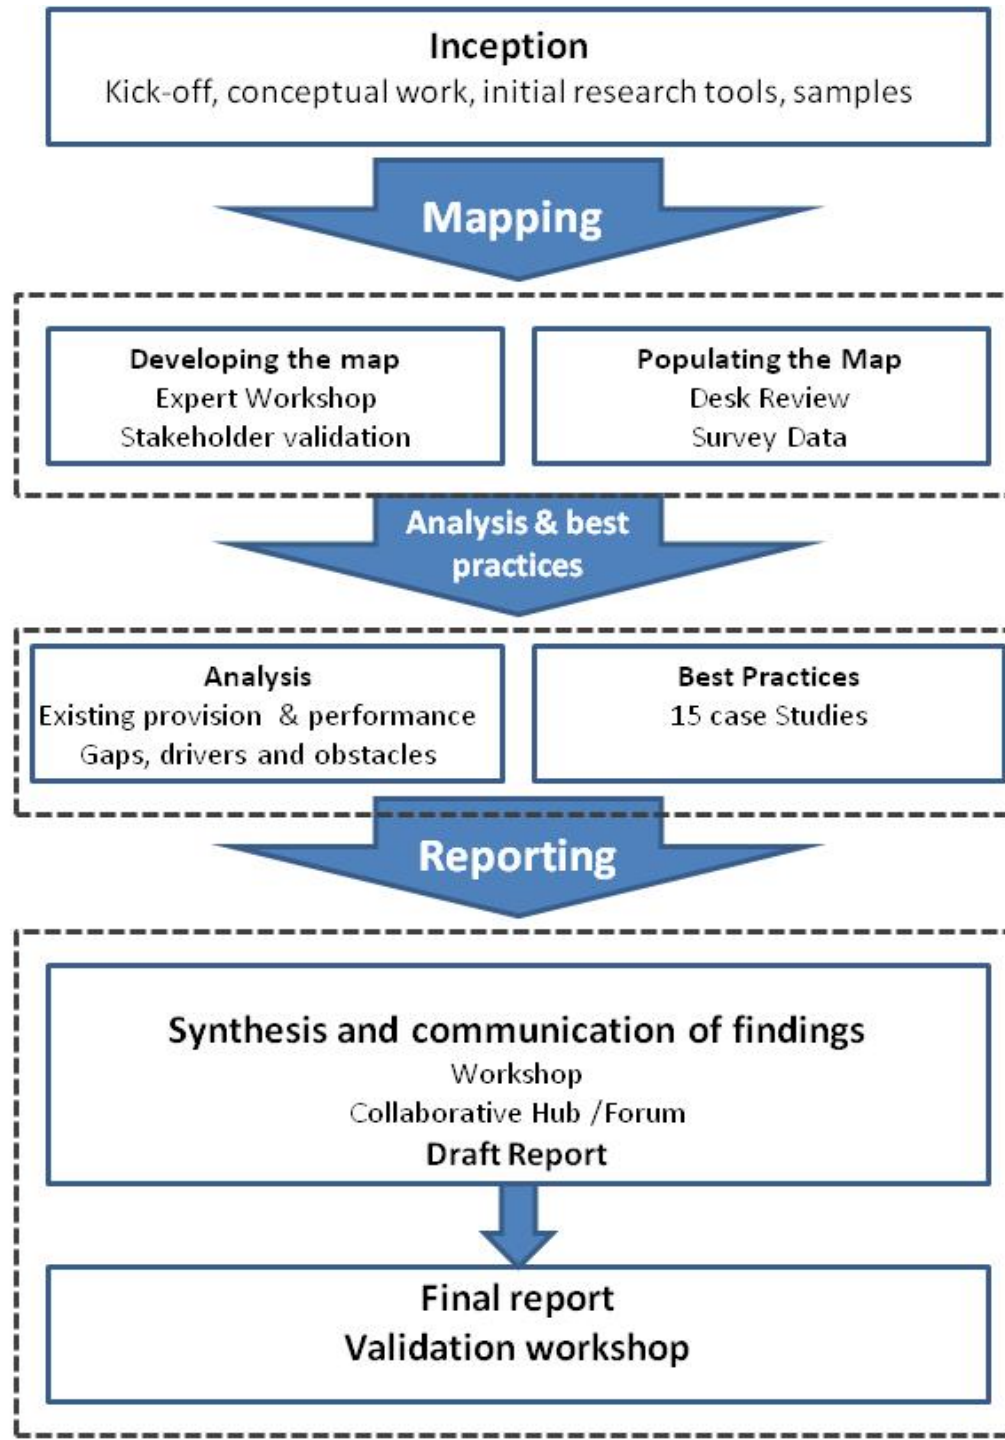 Inception
Kick-off, conceptual work, initial research tools, samples
Mapping
Developing the map
Expert Workshop
Stakeholder validation
Populating the Map
Desk Review
Survey Data
Analysis & best
practices
Analysis
Existing provision & performance
Gaps, drivers and obstacles
Best Practices
15 case Studies
Reporting
Synthesis and communication of findings
Workshop
Collaborative Hub /Forum
Draft Report
Final report
Validation workshop